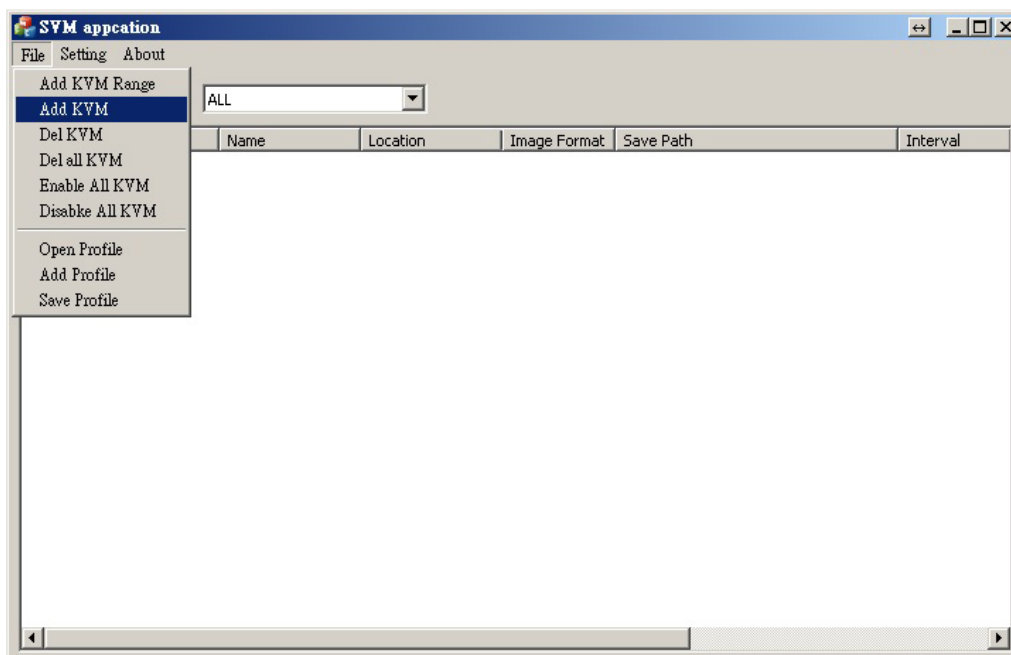 SVM appcation
File Setting About
Add KVM Range
ALL
Add KVM
Del KVM
Name Location Image Format Save Path Interval
Del all KVM
Enable All KVM
Disabke All KVM
Open Profile
Add Profile
Save Profile